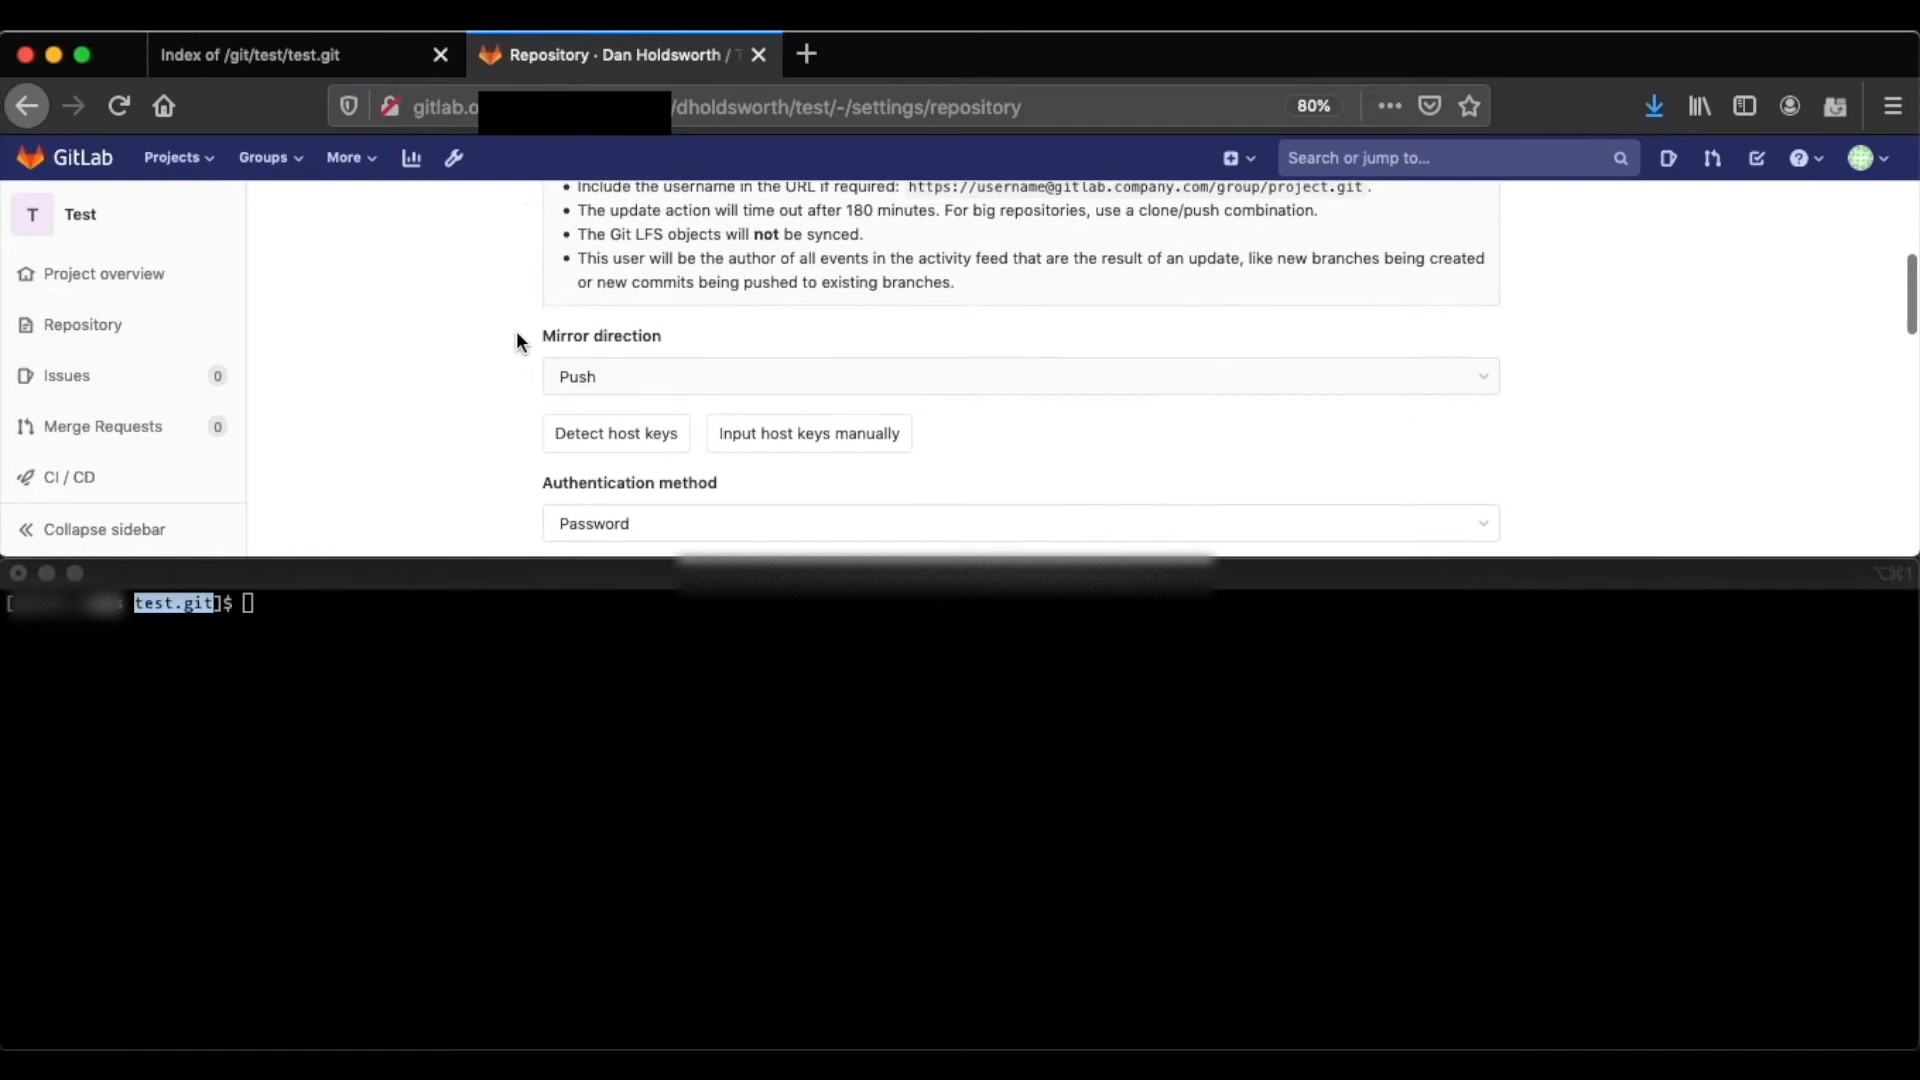 Index of /git/test/test.git
Repository · Dan Holdsworth /
gitlab.o /dholdsworth/test/-/settings/repository 80%
GitLab Projects Groups More Search or jump to...
T Test
Project overview
Repository
Issues 0
Merge Requests 0
CI / CD
Collapse sidebar
Include the username in the URL if required: https://username@gitlab.company.com/group/project.git .
The update action will time out after 180 minutes. For big repositories, use a clone/push combination.
The Git LFS objects will not be synced.
This user will be the author of all events in the activity feed that are the result of an update, like new branches being created
or new commits being pushed to existing branches.
Mirror direction
Push
Detect host keys Input host keys manually
Authentication method
Password
⌥⌘1
[ test.git]$